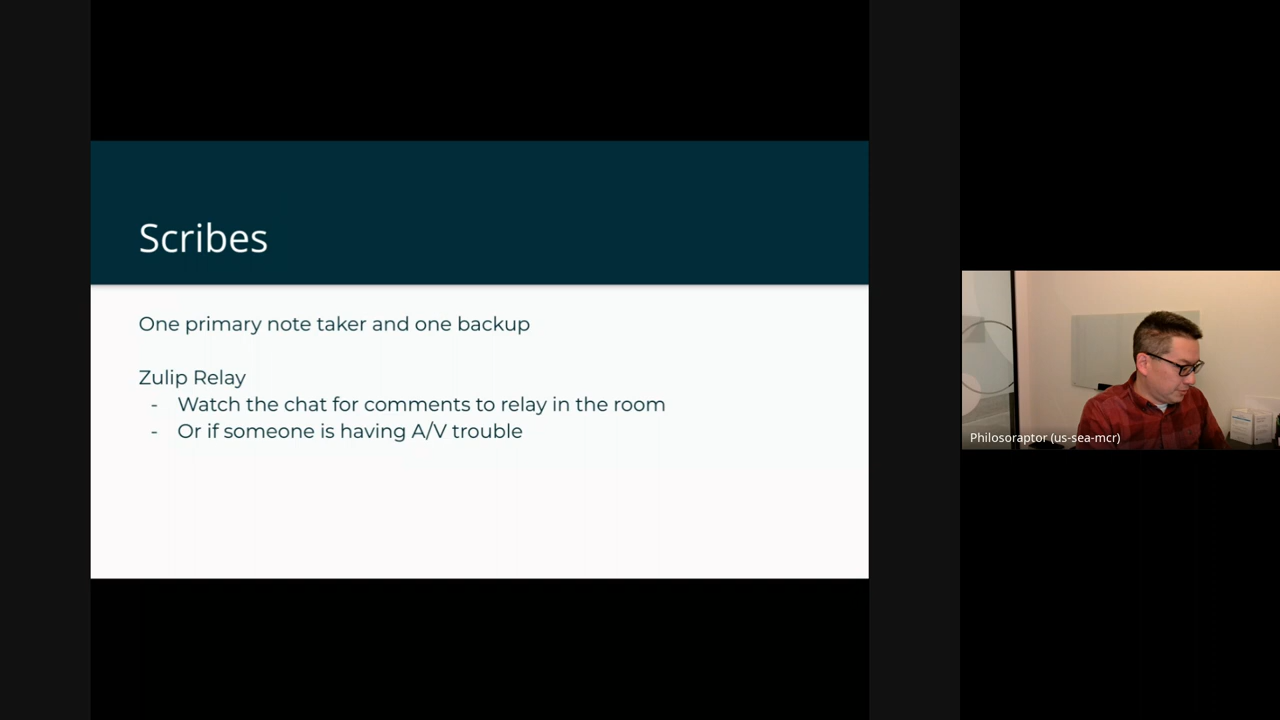 Scribes
One primary note taker and one backup
Zulip Relay
- Watch the chat for comments to relay in the room
- Or if someone is having A/V trouble
Philosoraptor (us-sea-mcr)